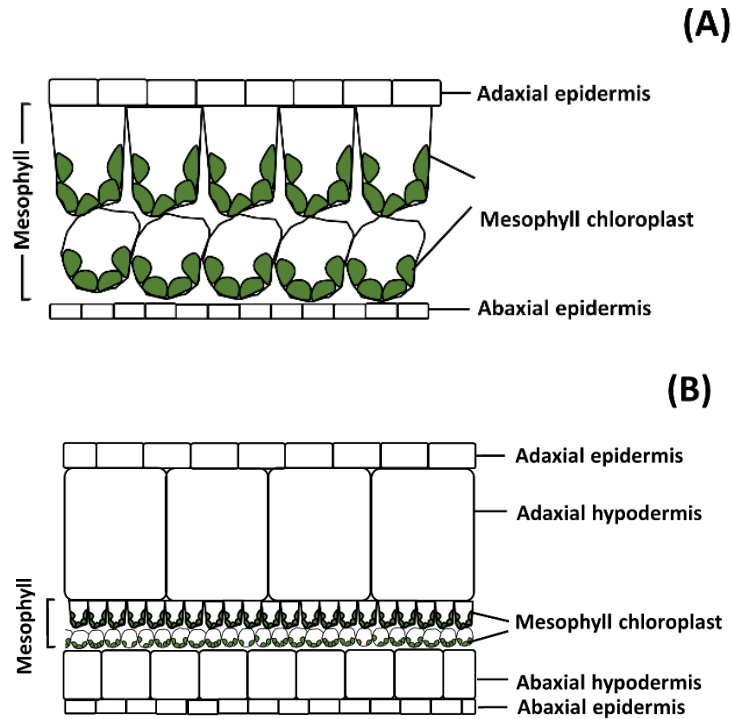 (A)
Adaxial epidermis
Mesophyll
Mesophyll chloroplast
Abaxial epidermis
(B)
Adaxial epidermis
Adaxial hypodermis
Mesophyll
Mesophyll chloroplast
Abaxial hypodermis
Abaxial epidermis